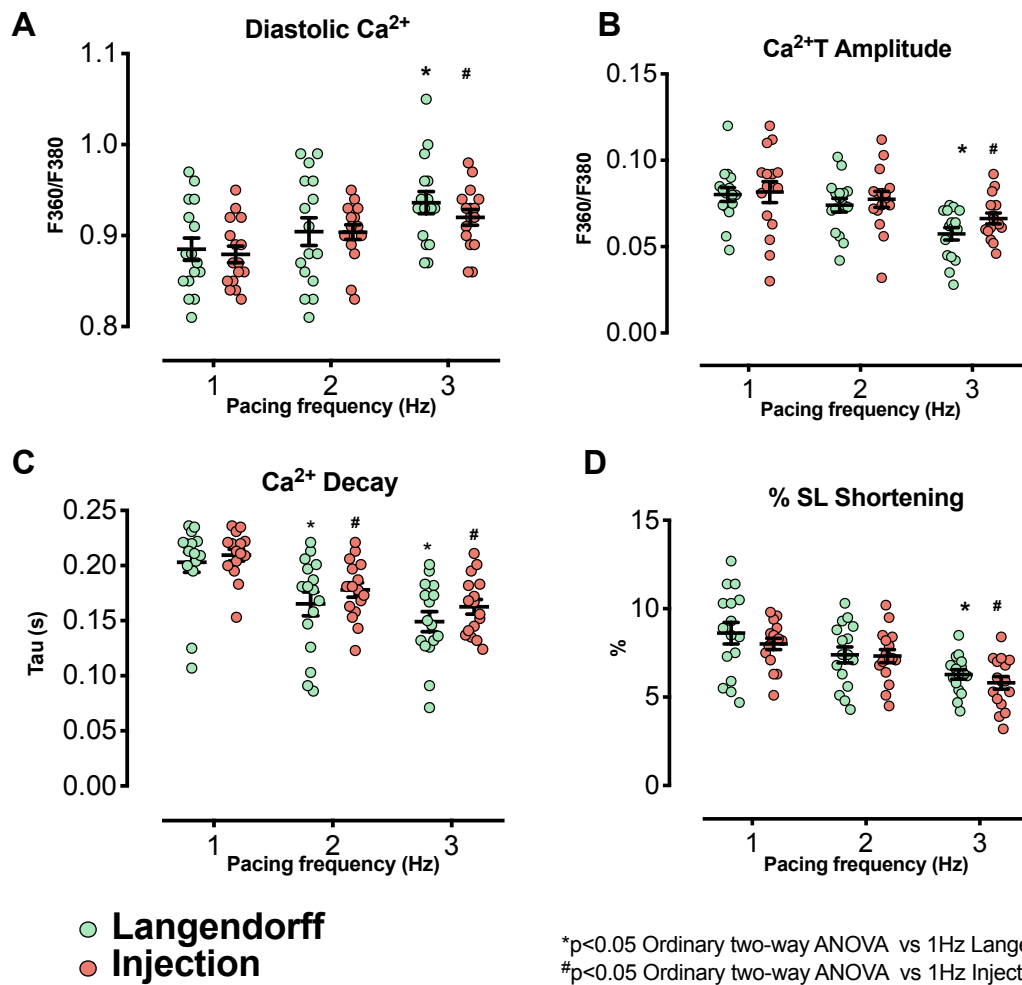 A
Diastolic Ca²⁺
F360/F380
1.1
1.0
0.9
0.8
*
#
1
2
3
Pacing frequency (Hz)
B
Ca²⁺T Amplitude
F360/F380
0.15
0.10
0.05
0.00
*
#
1
2
3
Pacing frequency (Hz)
C
Ca²⁺ Decay
Tau (s)
0.25
0.20
0.15
0.10
0.05
0.00
*
#
*
#
1
2
3
Pacing frequency (Hz)
D
% SL Shortening
%
15
10
5
0
*
#
1
2
3
Pacing frequency (Hz)
Langendorff
Injection
*p<0.05 Ordinary two-way ANOVA vs 1Hz Lange
#p<0.05 Ordinary two-way ANOVA vs 1Hz Inject